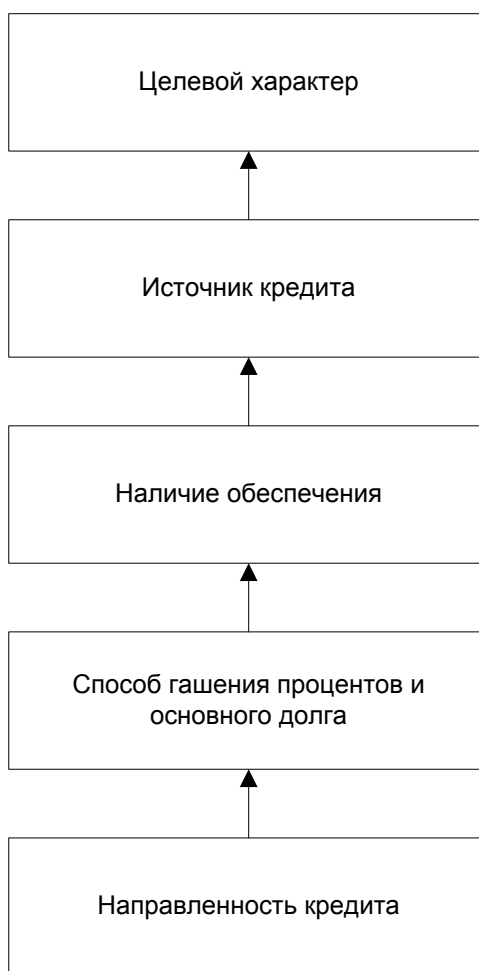 Целевой характер
Источник кредита
Наличие обеспечения
Способ гашения процентов и
основного долга
Направленность кредита